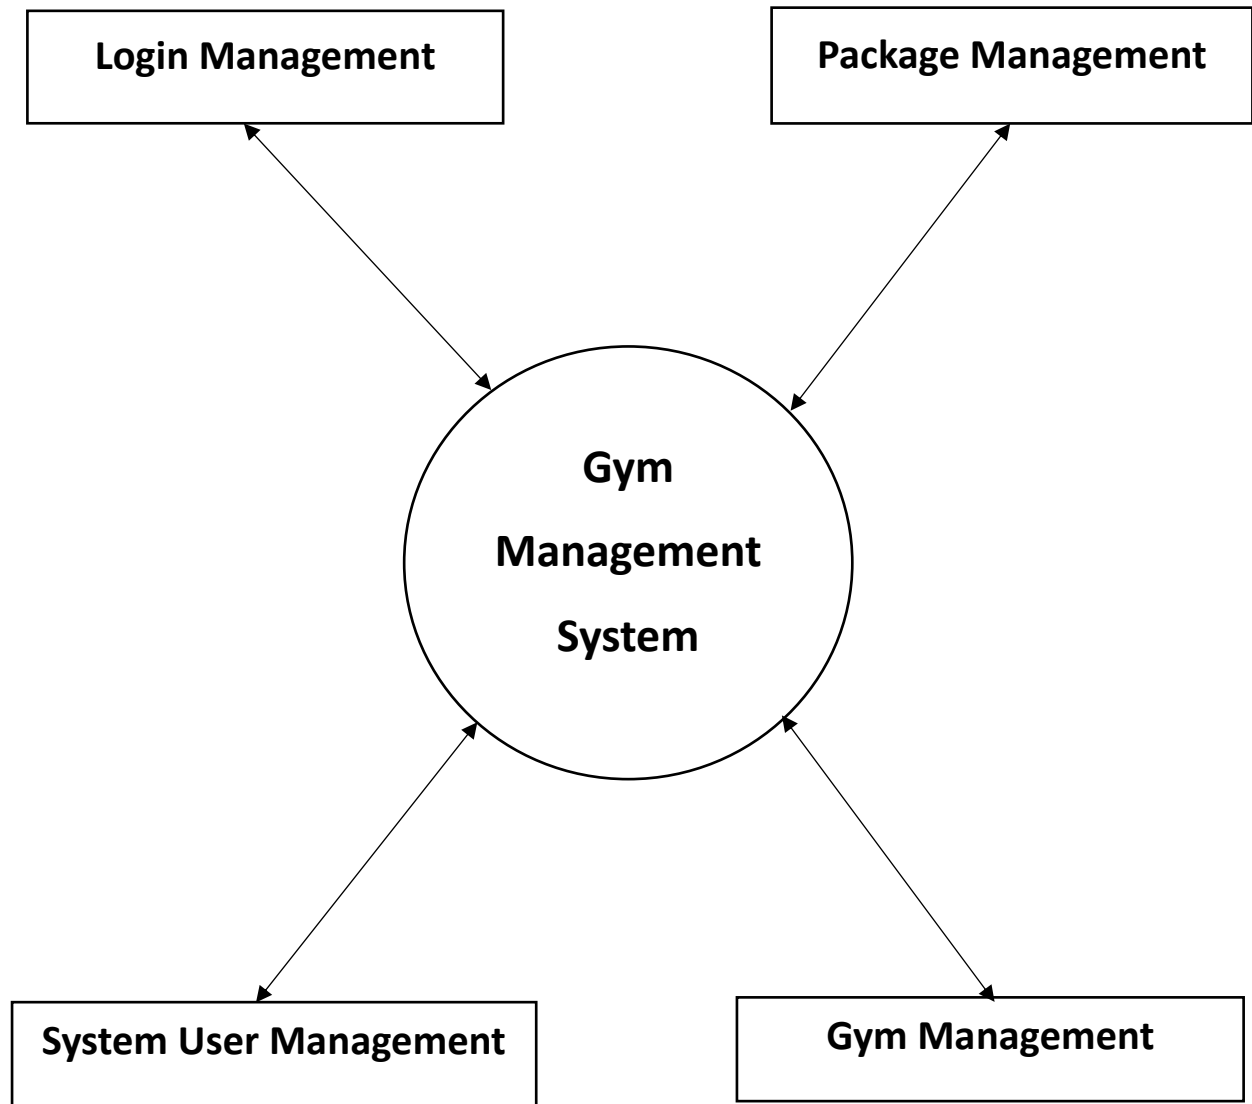 Login Management
Package Management
Gym
Management
System
System User Management
Gym Management